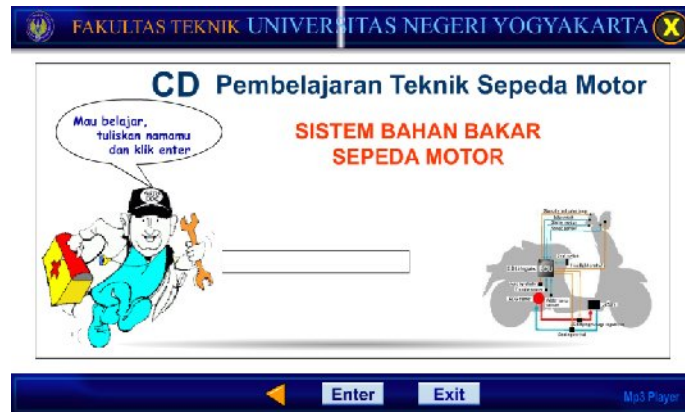 FAKULTAS TEKNIK UNIVERSITAS NEGERI YOGYAKARTA
X
CD Pembelajaran Teknik Sepeda Motor
Mau belajar,
tuliskan namamu
dan klik enter
SISTEM BAHAN BAKAR
SEPEDA MOTOR
ECU
Enter
Exit
Mp3 Player